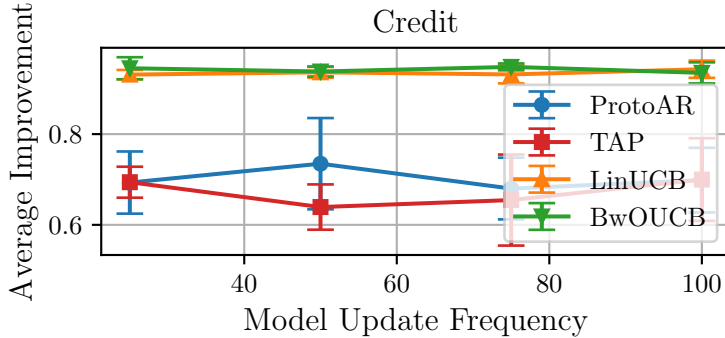 Credit
Average Improvement
0.8
0.6
ProtoAR
TAP
LinUCB
BwOUCB
40
60
80
100
Model Update Frequency